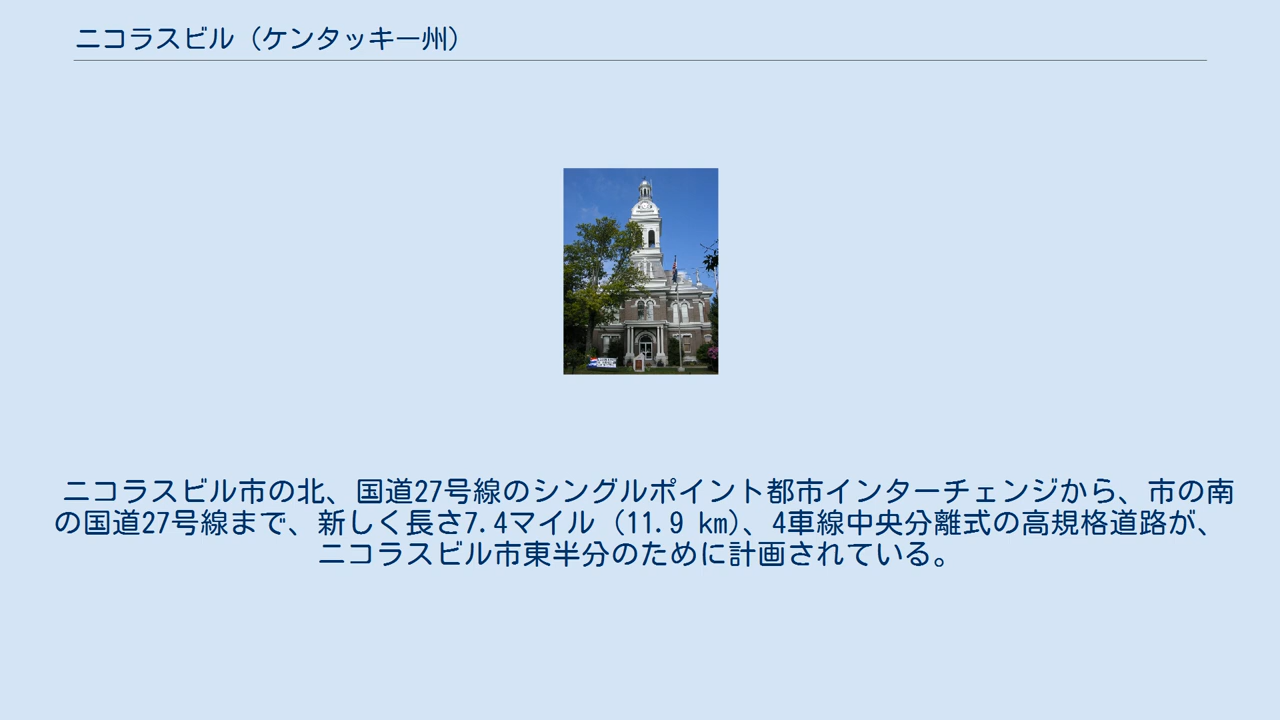 ニコラスビル（ケンタッキー州）
ニコラスビル市の北、国道27号線のシングルポイント都市インターチェンジから、市の南
の国道27号線まで、新しく長さ7.4マイル（11.9 km）、4車線中央分離式の高規格道路が、
ニコラスビル市東半分のために計画されている。